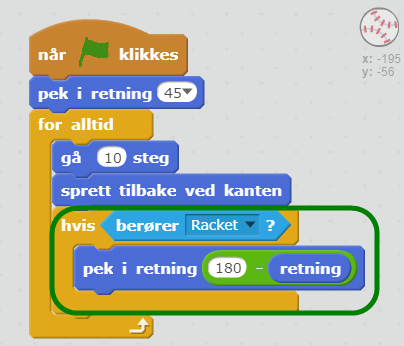 når klikkes
pek i retning 45
for alltid
gå 10 steg
sprett tilbake ved kanten
hvis berører Racket ?
pek i retning 180 - retning
x: -195
y: -56